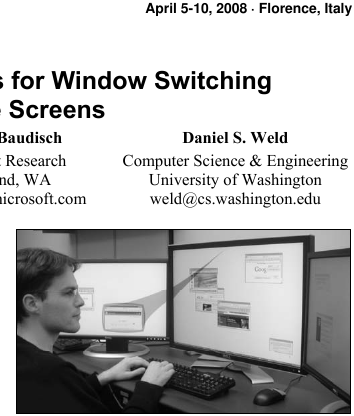 April 5-10, 2008 · Florence, Italy
s for Window Switching
e Screens
Baudisch
Daniel S. Weld
t Research
Computer Science & Engineering
nd, WA
University of Washington
nicrosoft.com
weld@cs.washington.edu